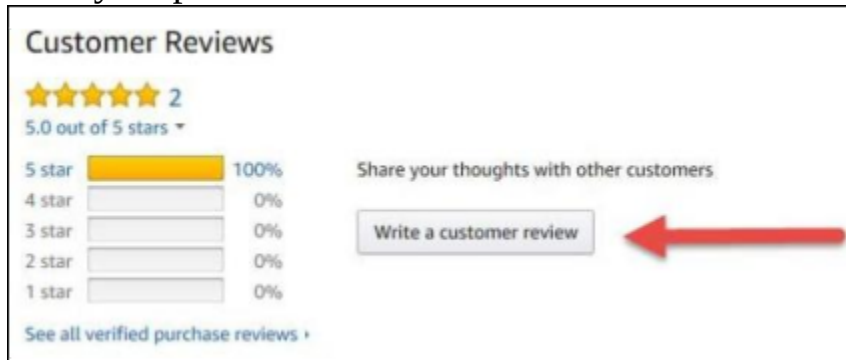 Customer Reviews
2
5.0 out of 5 stars
5 star 100%
4 star 0%
3 star 0%
2 star 0%
1 star 0%
See all verified purchase reviews ›
Share your thoughts with other customers
Write a customer review